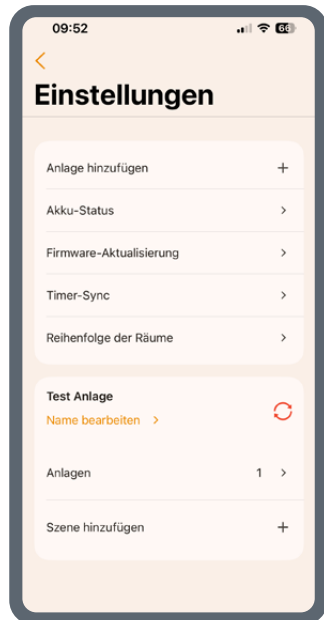 09:52
66
Einstellungen
Anlage hinzufügen
Akku-Status
Firmware-Aktualisierung
Timer-Sync
Reihenfolge der Räume
Test Anlage
Name bearbeiten
Anlagen 1
Szene hinzufügen